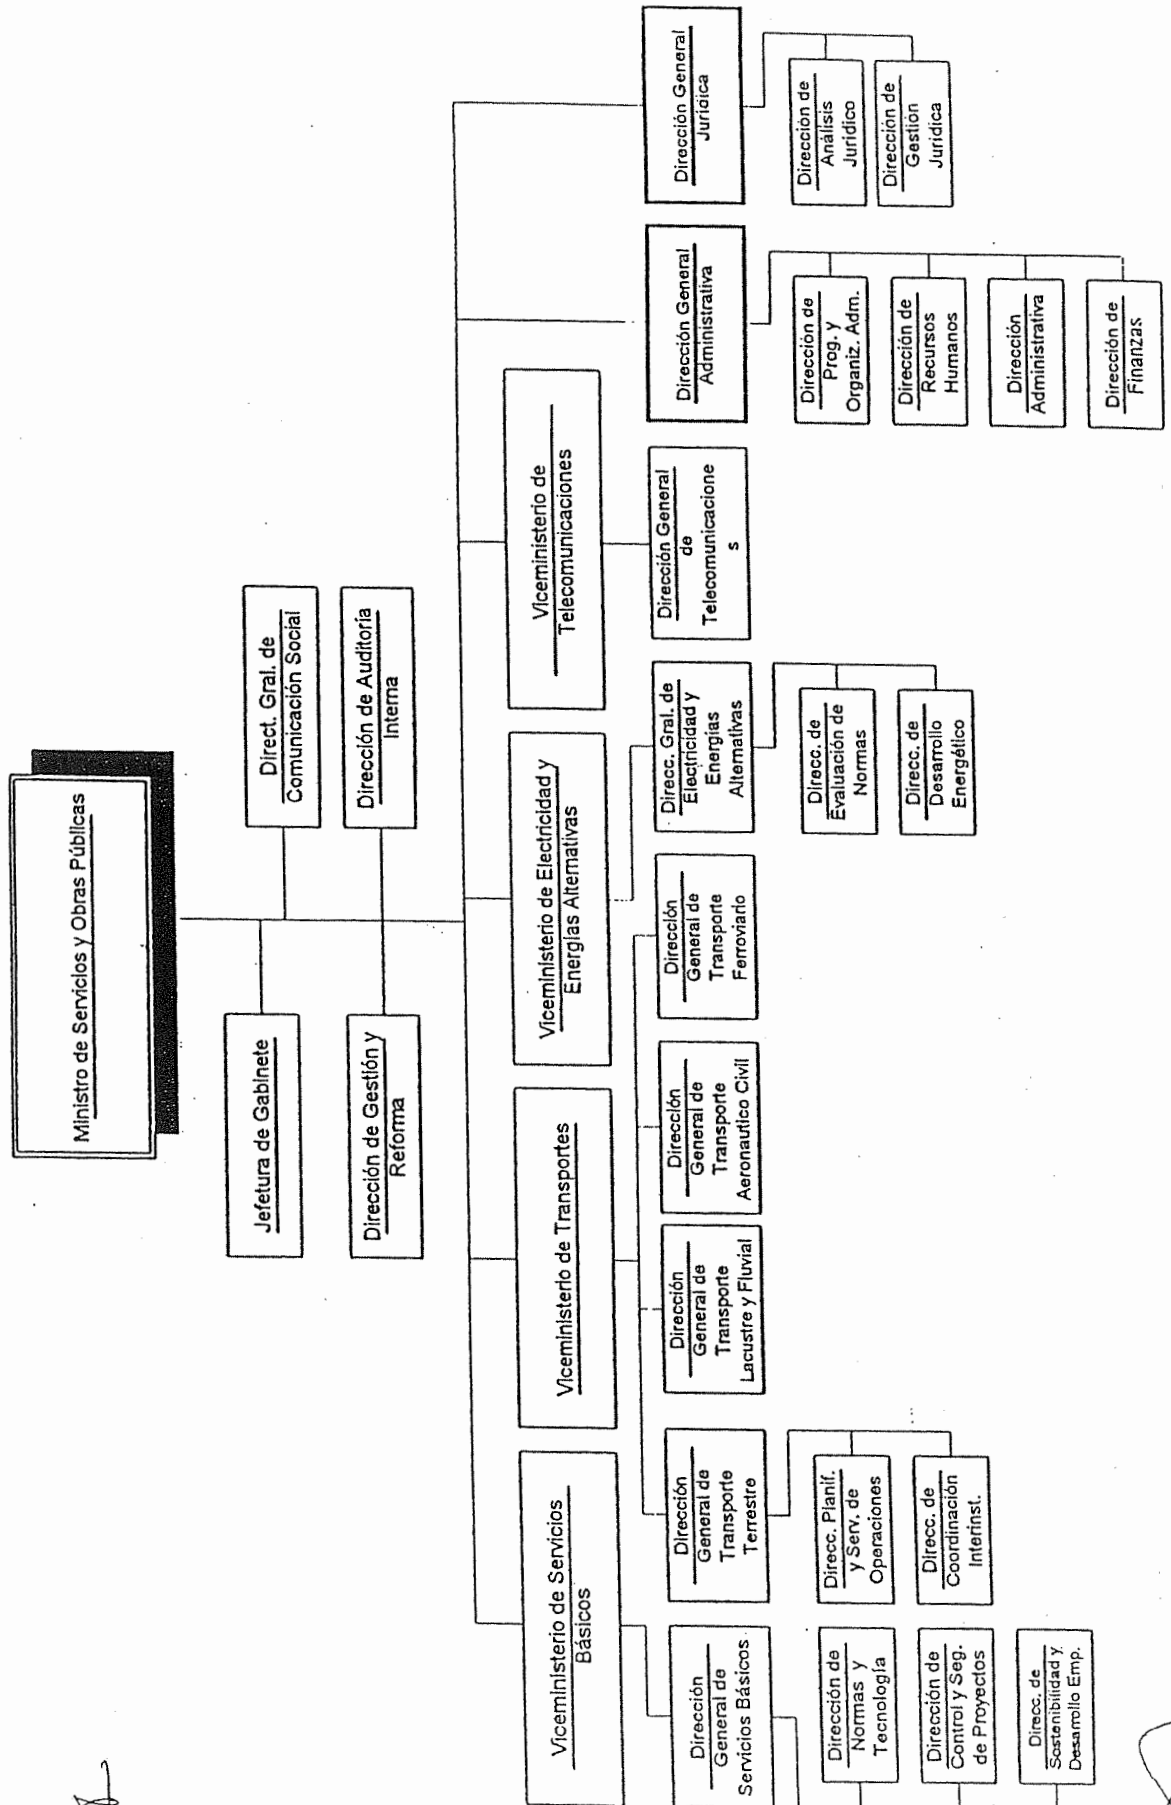 Ministro de Servicios y Obras Públicas
Jefetura de Gabinete
Direct. Gral. de
Comunicación Social
Dirección de Gestión y
Reforma
Dirección de Auditoría
Interna
Viceministerio de Servicios
Básicos
Viceministerio de Transportes
Viceministerio de Electricidad y
Energías Alternativas
Viceministerio de
Telecomunicaciones
Dirección
General de
Servicios Básicos
Dirección
General de
Transporte
Terrestre
Dirección
General de
Transporte
Lacustre y Fluvial
Dirección
General de
Transporte
Aeronautico Civil
Dirección
General de
Transporte
Ferroviario
Direcc. Gral. de
Electricidad y
Energías
Alternativas
Dirección General
de
Telecomunicacione
s
Dirección General
Administrativa
Dirección General
Jurídica
Dirección de
Normas y
Tecnología
Dirección de
Control y Seg.
de Proyectos
Direcc. de
Sostenibilidad y
Desarrollo Emp.
Direcc. Planif.
y Serv. de
Operaciones
Direcc. de
Coordinación
Interinst.
Direcc. de
Evaluación de
Normas
Direcc. de
Desarrollo
Energético
Dirección de
Prog. y
Organiz. Adm.
Dirección de
Recursos
Humanos
Dirección
Administrativa
Dirección de
Finanzas
Dirección de
Análisis
Jurídico
Dirección de
Gestión
Jurídica